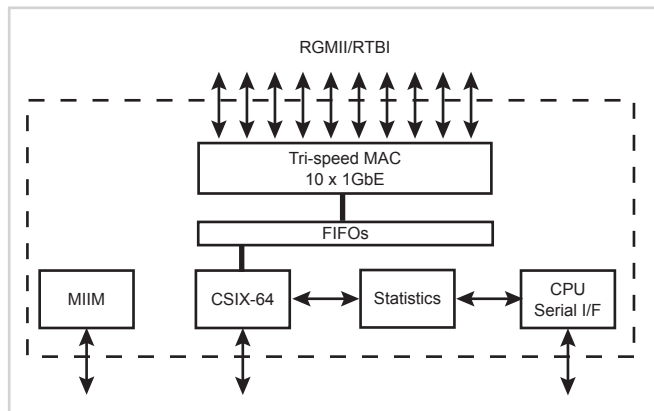 RGMII/RTBI
Tri-speed MAC
10 x 1GbE
FIFOs
MIIM
CSIX-64
Statistics
CPU
Serial I/F